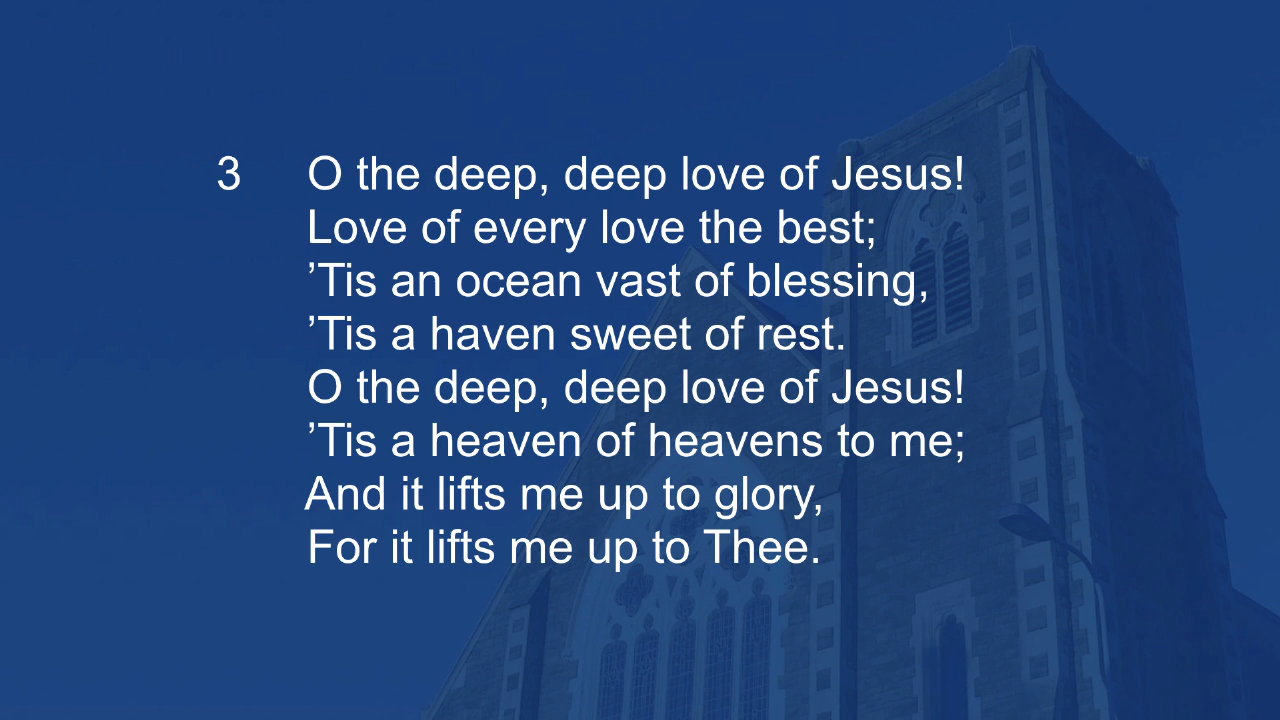 3 O the deep, deep love of Jesus!
Love of every love the best;
’Tis an ocean vast of blessing,
’Tis a haven sweet of rest.
O the deep, deep love of Jesus!
’Tis a heaven of heavens to me;
And it lifts me up to glory,
For it lifts me up to Thee.